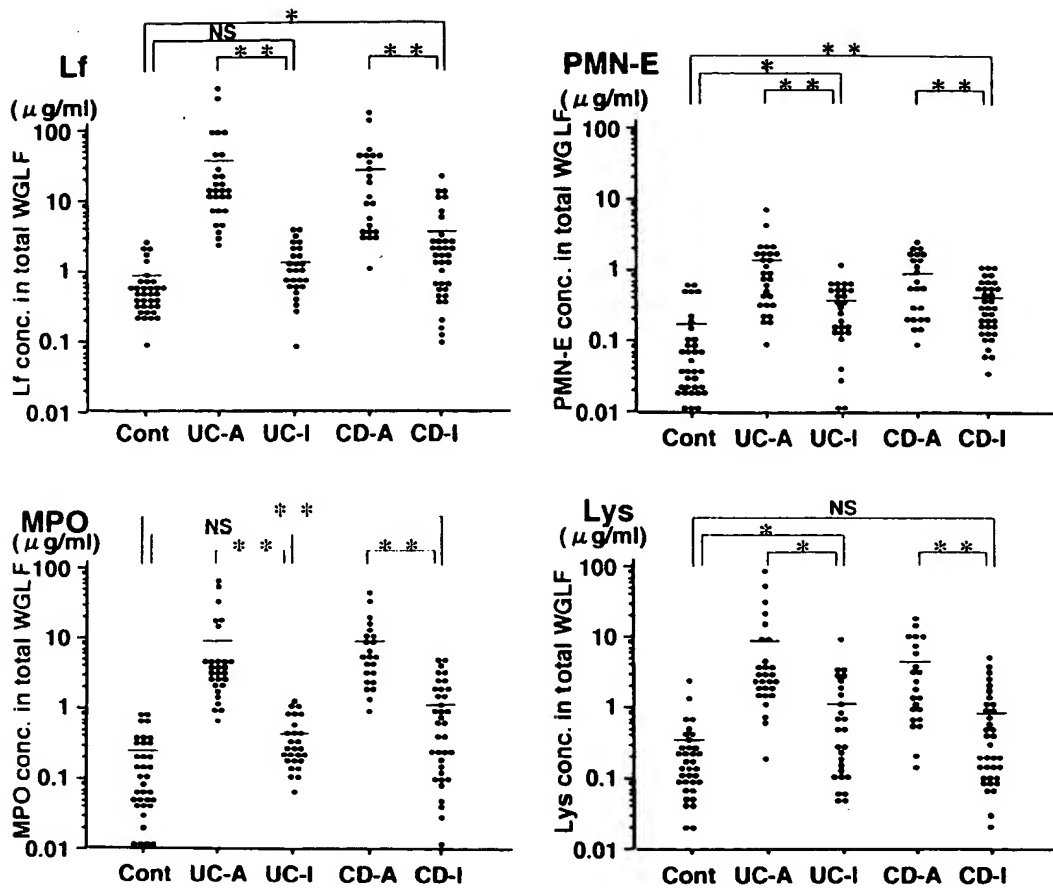 *
NS
* *
* *
Lf
(μg/ml)
Lf conc. in total WGLF
100
10
1
0.1
0.01
Cont UC-A UC-I CD-A CD-I
* *
*
* *
* *
PMN-E
(μg/ml)
PMN-E conc. in total WGLF
100
10
1
0.1
0.01
Cont UC-A UC-I CD-A CD-I
* *
NS
* *
* *
MPO
(μg/ml)
MPO conc. in total WGLF
100
10
1
0.1
0.01
Cont UC-A UC-I CD-A CD-I
NS
*
*
* *
Lys
(μg/ml)
Lys conc. in total WGLF
100
10
1
0.1
0.01
Cont UC-A UC-I CD-A CD-I